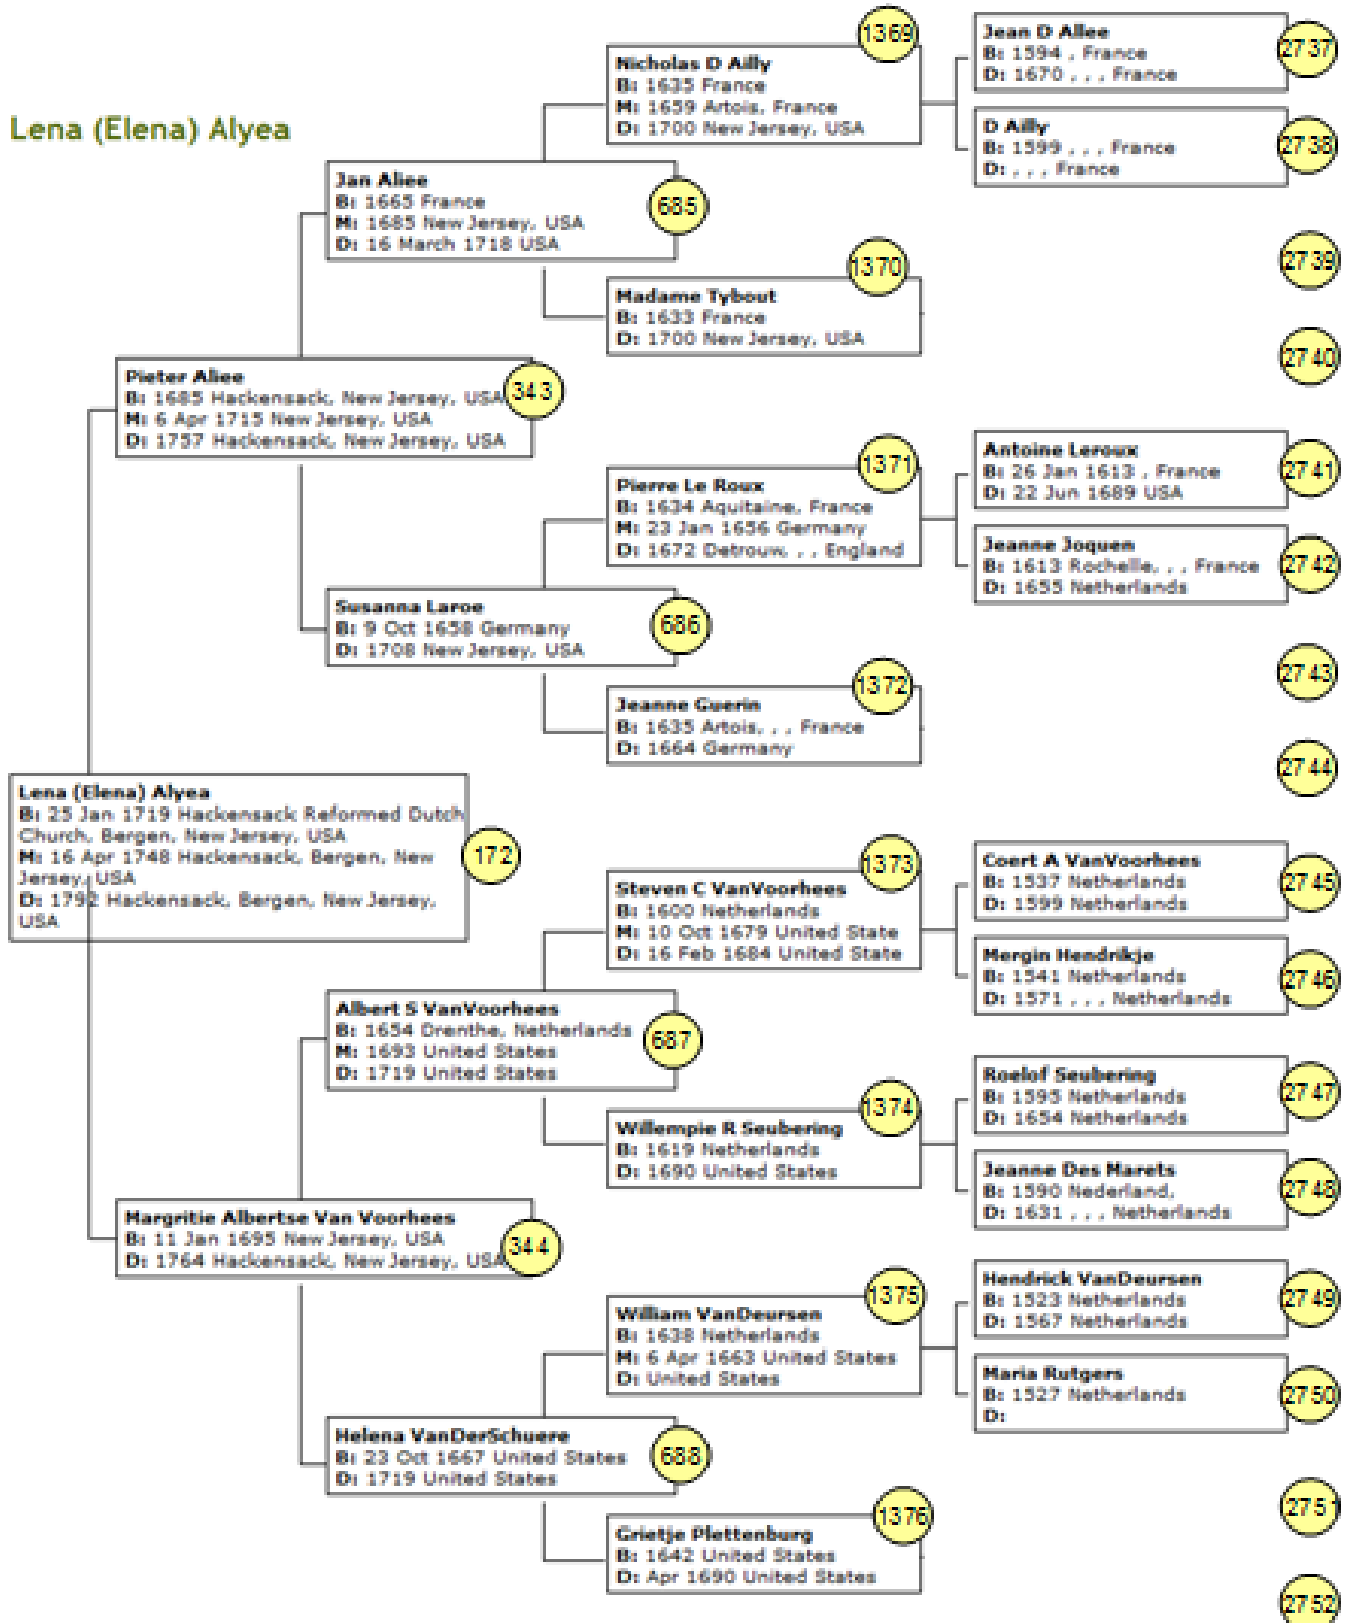 Lena (Elena) Alyea
Nicholas D Ailly
B: 1635 France
M: 1659 Artois, France
D: 1700 New Jersey, USA
1369
Jean D Allee
B: 1594 , France
D: 1670 , , , France
2737
D Ailly
B: 1599 , , , France
D: , , , France
2738
Jan Aliee
B: 1665 France
M: 1685 New Jersey, USA
D: 16 March 1718 USA
685
2739
Madame Tybout
B: 1633 France
D: 1700 New Jersey, USA
1370
2740
Pieter Aliee
B: 1685 Hackensack, New Jersey, USA
M: 6 Apr 1715 New Jersey, USA
D: 1757 Hackensack, New Jersey, USA
343
Pierre Le Roux
B: 1634 Aquitaine, France
M: 23 Jan 1656 Germany
D: 1672 Detrouw, , , England
1371
Antoine Leroux
B: 26 Jan 1613 , France
D: 22 Jun 1689 USA
2741
Jeanne Joquen
B: 1613 Rochelle, , , France
D: 1655 Netherlands
2742
Susanna Laroe
B: 9 Oct 1658 Germany
D: 1708 New Jersey, USA
686
2743
Jeanne Guerin
B: 1635 Artois, , , France
D: 1664 Germany
1372
2744
Lena (Elena) Alyea
B: 25 Jan 1719 Hackensack Reformed Dutch
Church, Bergen, New Jersey, USA
M: 16 Apr 1748 Hackensack, Bergen, New
Jersey, USA
D: 1792 Hackensack, Bergen, New Jersey,
USA
172
Steven C VanVoorhees
B: 1600 Netherlands
M: 10 Oct 1679 United State
D: 16 Feb 1684 United State
1373
Coert A VanVoorhees
B: 1537 Netherlands
D: 1599 Netherlands
2745
Mergin Hendrikje
B: 1541 Netherlands
D: 1571 , , , Netherlands
2746
Albert S VanVoorhees
B: 1654 Drenthe, Netherlands
M: 1693 United States
D: 1719 United States
687
Willempie R Seubering
B: 1619 Netherlands
D: 1690 United States
1374
Roelof Seubering
B: 1595 Netherlands
D: 1654 Netherlands
2747
Jeanne Des Marets
B: 1590 Nederland,
D: 1631 , , , Netherlands
2748
Margritie Albertse Van Voorhees
B: 11 Jan 1695 New Jersey, USA
D: 1764 Hackensack, New Jersey, USA
344
William VanDeursen
B: 1638 Netherlands
M: 6 Apr 1663 United States
D: United States
1375
Hendrick VanDeursen
B: 1523 Netherlands
D: 1567 Netherlands
2749
Maria Rutgers
B: 1527 Netherlands
D:
2750
Helena VanDerSchuere
B: 23 Oct 1667 United States
D: 1719 United States
688
2751
Grietje Plettenburg
B: 1642 United States
D: Apr 1690 United States
1376
2752